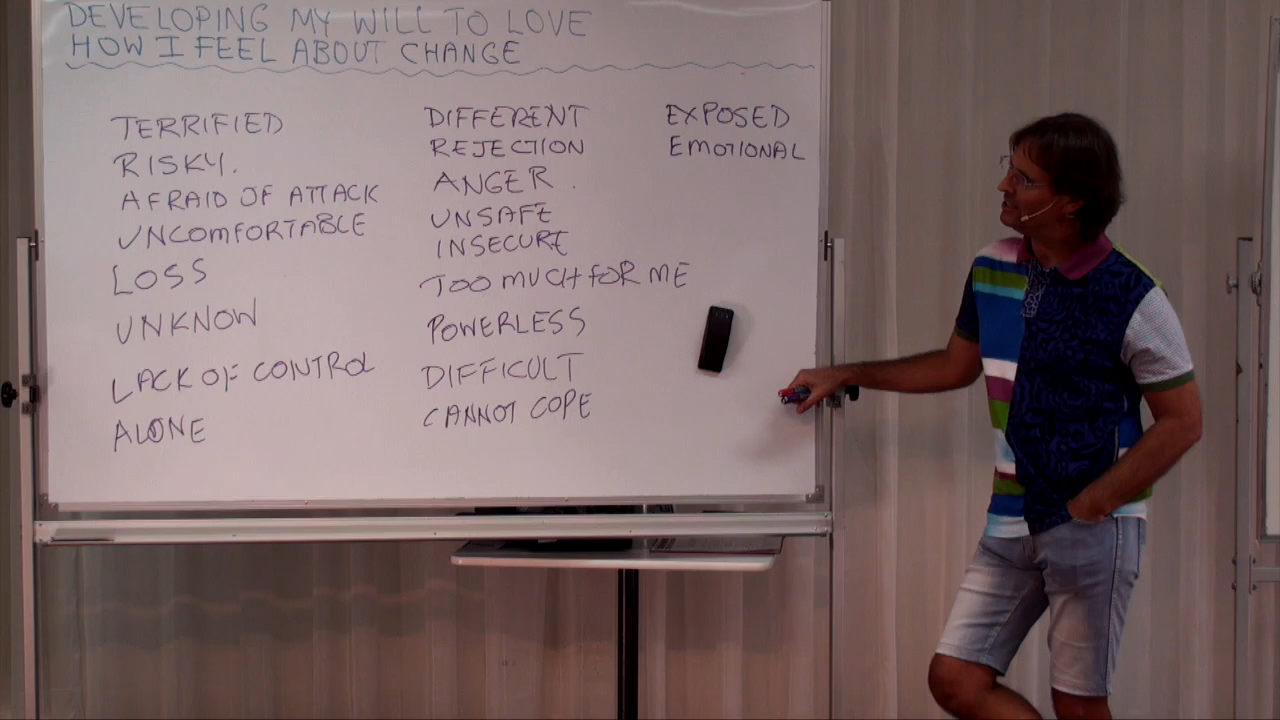 DEVELOPING MY WILL TO LOVE
HOW I FEEL ABOUT CHANGE
TERRIFIED
RISKY.
AFRAID OF ATTACK
UNCOMFORTABLE
LOSS
UNKNOW
LACK OF CONTROL
ALONE
DIFFERENT
REJECTION
ANGER
UNSAFE
INSECURE
TOO MUCH FOR ME
POWERLESS
DIFFICULT
CANNOT COPE
EXPOSED
EMOTIONAL